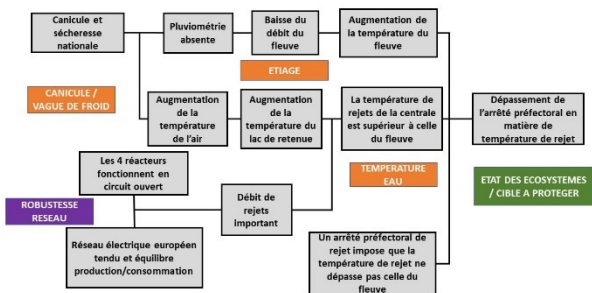 Canicule et
sécheresse
nationale
Pluviométrie
absente
Baisse du
débit du
fleuve
Augmentation de
la température du
fleuve
ETIAGE
CANICULE /
VAGUE DE FROID
Augmentation
de la
température
de l'air
Augmentation
de la
température du
lac de retenue
La température de
rejets de la centrale
est supérieur à celle
du fleuve
Dépassement de
l'arrêté préfectoral en
matière de
température de rejet
Les 4 réacteurs
fonctionnent en
circuit ouvert
TEMPERATURE
EAU
ETAT DES ECOSYSTEMES
/ CIBLE A PROTEGER
ROBUSTESSE
RESEAU
Débit de
rejets
important
Réseau électrique européen
tendu et équilibre
production/consommation
Un arrêté préfectoral de
rejet impose que la
température de rejet ne
dépasse pas celle du
fleuve